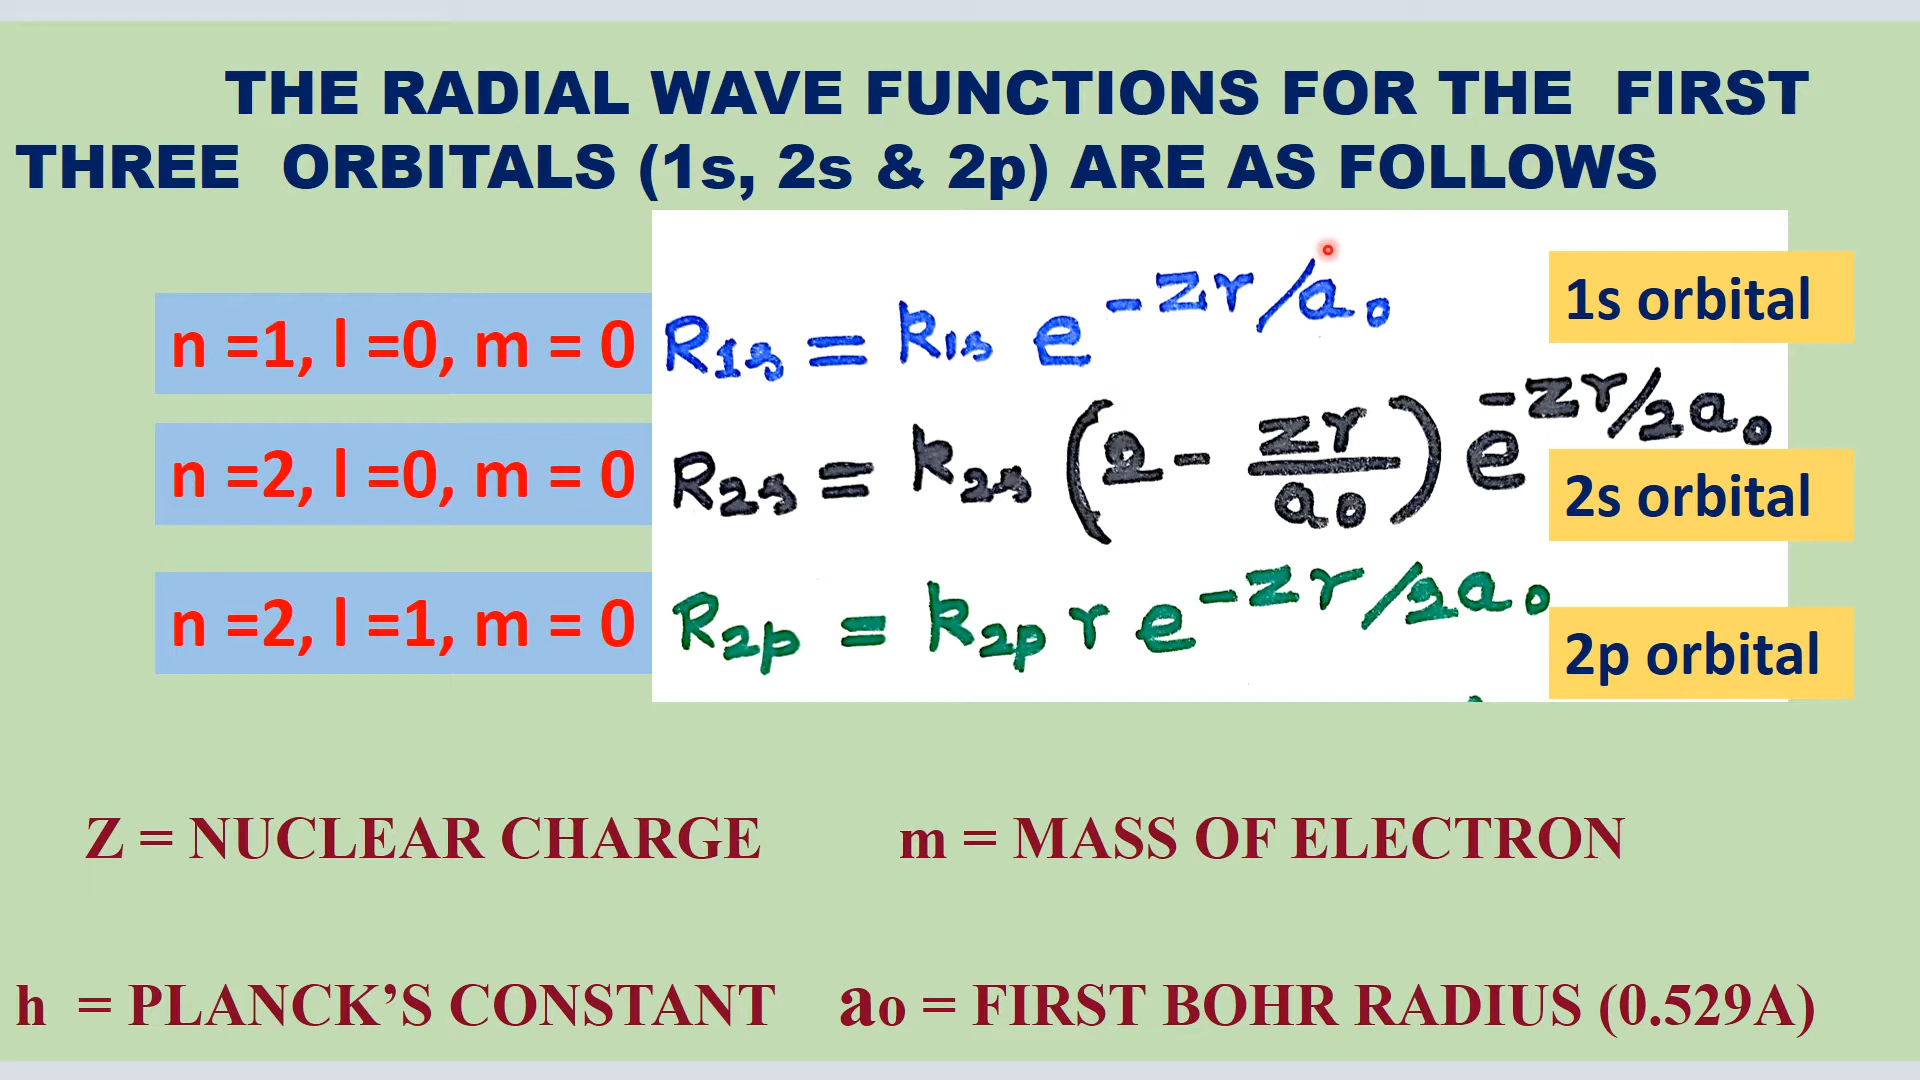 THE RADIAL WAVE FUNCTIONS FOR THE FIRST
THREE ORBITALS (1s, 2s & 2p) ARE AS FOLLOWS
n =1, l =0, m = 0 R1s = k1s e^-Zr/a0 1s orbital
n =2, l =0, m = 0 R2s = k2s (2 - Zr/a0) e^-Zr/2a0 2s orbital
n =2, l =1, m = 0 R2p = k2p r e^-Zr/2a0 2p orbital
Z = NUCLEAR CHARGE m = MASS OF ELECTRON
h = PLANCK’S CONSTANT ao = FIRST BOHR RADIUS (0.529A)